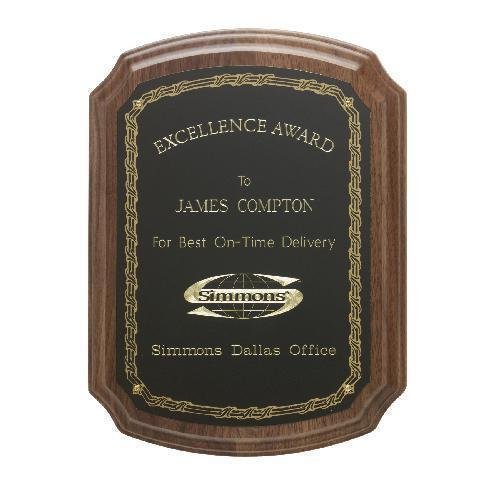 EXCELLENCE AWARD
To
JAMES COMPTON
For Best On-Time Delivery
Simmons
Simmons Dallas Office